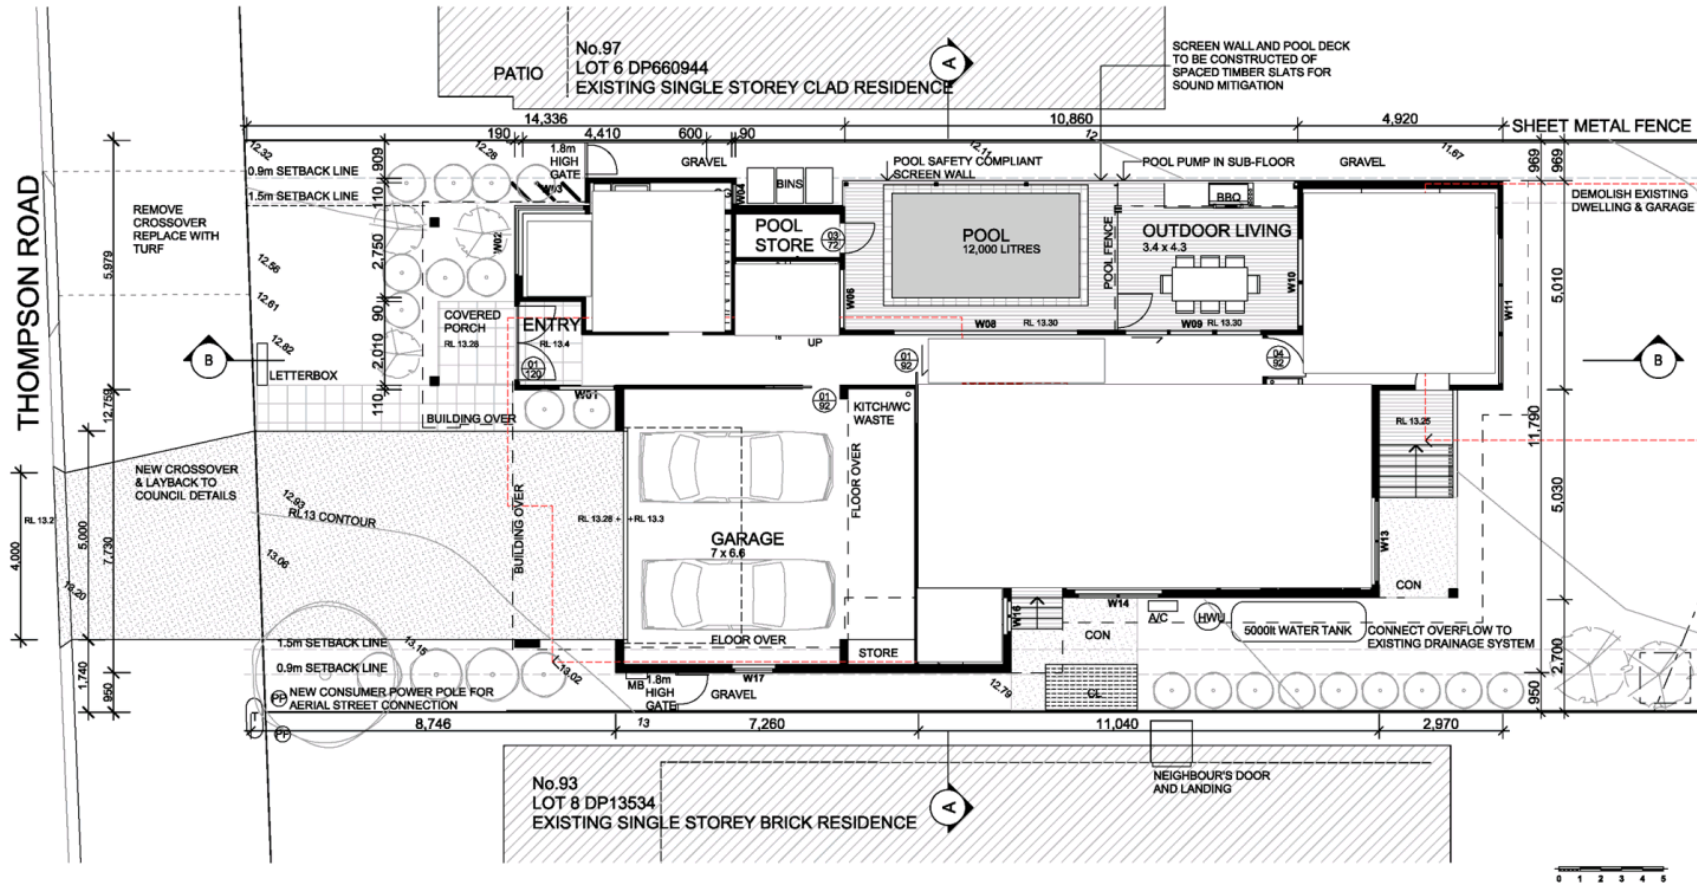 No.97
LOT 6 DP660944
EXISTING SINGLE STOREY CLAD RESIDENCE
PATIO
A
SCREEN WALL AND POOL DECK
TO BE CONSTRUCTED OF
SPACED TIMBER SLATS FOR
SOUND MITIGATION
14,336
10,860
4,920
SHEET METAL FENCE
190
4,410
600
90
12
12.32
12.28
12.11
11.67
909
969
969
0.9m SETBACK LINE
1.5m SETBACK LINE
1.8m
HIGH
GATE
GRAVEL
POOL SAFETY COMPLIANT
SCREEN WALL
POOL PUMP IN SUB-FLOOR
GRAVEL
W03
W04
BINS
BBQ
DEMOLISH EXISTING
DWELLING & GARAGE
THOMPSON ROAD
REMOVE
CROSSOVER
REPLACE WITH
TURF
110
2,750
W02
POOL
STORE
03
72
POOL
12,000 LITRES
POOL FENCE
OUTDOOR LIVING
3.4 x 4.3
W10
W11
5,979
5,010
12.56
12.61
12.82
90
W06
COVERED
PORCH
RL 13.28
ENTRY
RL 13.4
W08
RL 13.30
W09
RL 13.30
UP
B
LETTERBOX
2,010
01
120
01
92
04
92
B
12,759
110
W01
01
92
KITCH/WC
WASTE
BUILDING OVER
RL 13.25
11,790
NEW CROSSOVER
& LAYBACK TO
COUNCIL DETAILS
12.93
RL13 CONTOUR
RL 13.2
4,000
5,000
7,730
13.06
13.20
BUILDING OVER
RL 13.28
RL 13.3
FLOOR OVER
GARAGE
7 x 6.6
W13
5,030
CON
W16
W14
A/C
HWU
5000lt WATER TANK
CONNECT OVERFLOW TO
EXISTING DRAINAGE SYSTEM
CON
FLOOR OVER
STORE
1.5m SETBACK LINE
13.15
0.9m SETBACK LINE
13.02
1,740
950
2,700
950
PP
NEW CONSUMER POWER POLE FOR
AERIAL STREET CONNECTION
MB
1.8m
HIGH
GATE
W17
GRAVEL
12.79
CL
T
PP
8,746
13
7,260
11,040
2,970
No.93
LOT 8 DP13534
EXISTING SINGLE STOREY BRICK RESIDENCE
A
NEIGHBOUR'S DOOR
AND LANDING
0 1 2 3 4 5